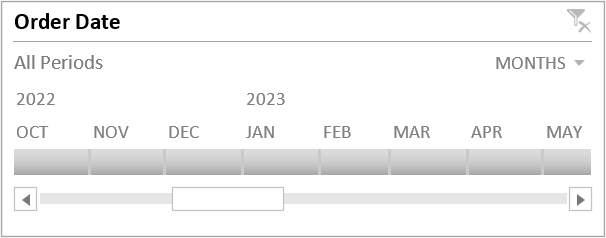 Order Date
All Periods MONTHS
2022 2023
OCT NOV DEC JAN FEB MAR APR MAY